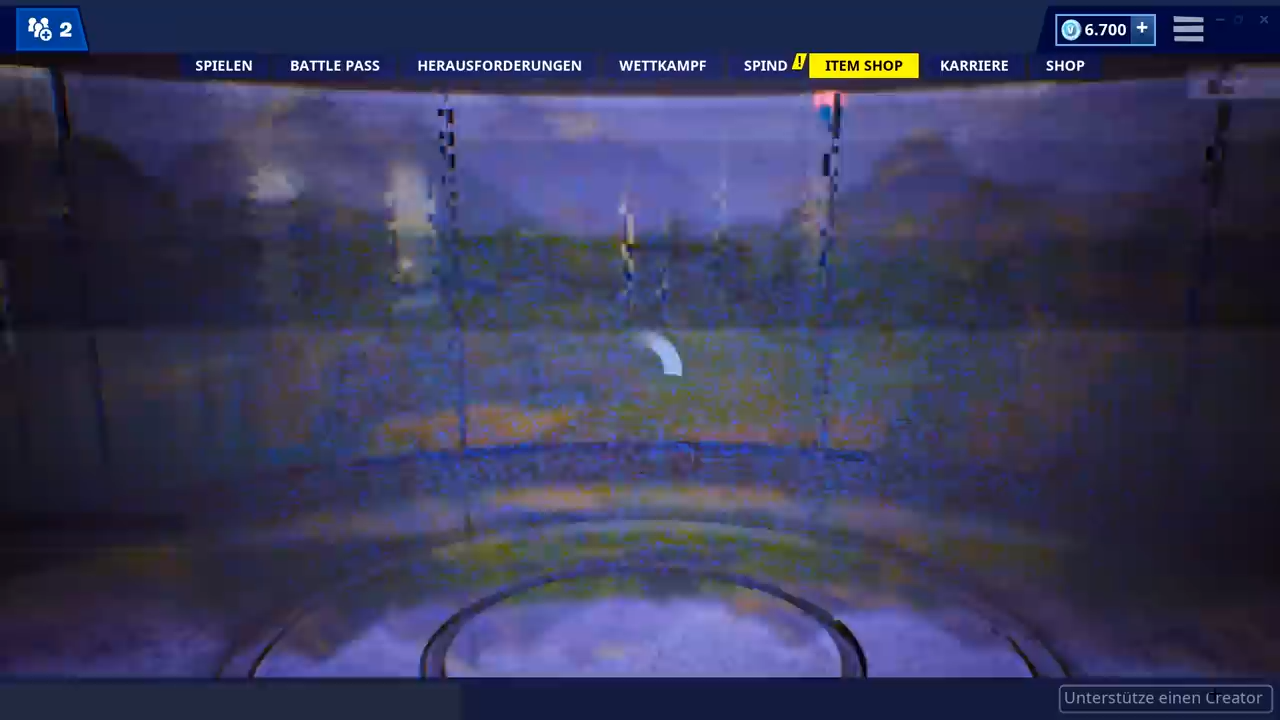 2
6.700 +
SPIELEN BATTLE PASS HERAUSFORDERUNGEN WETTKAMPF SPIND ! ITEM SHOP KARRIERE SHOP
Unterstütze einen Creator